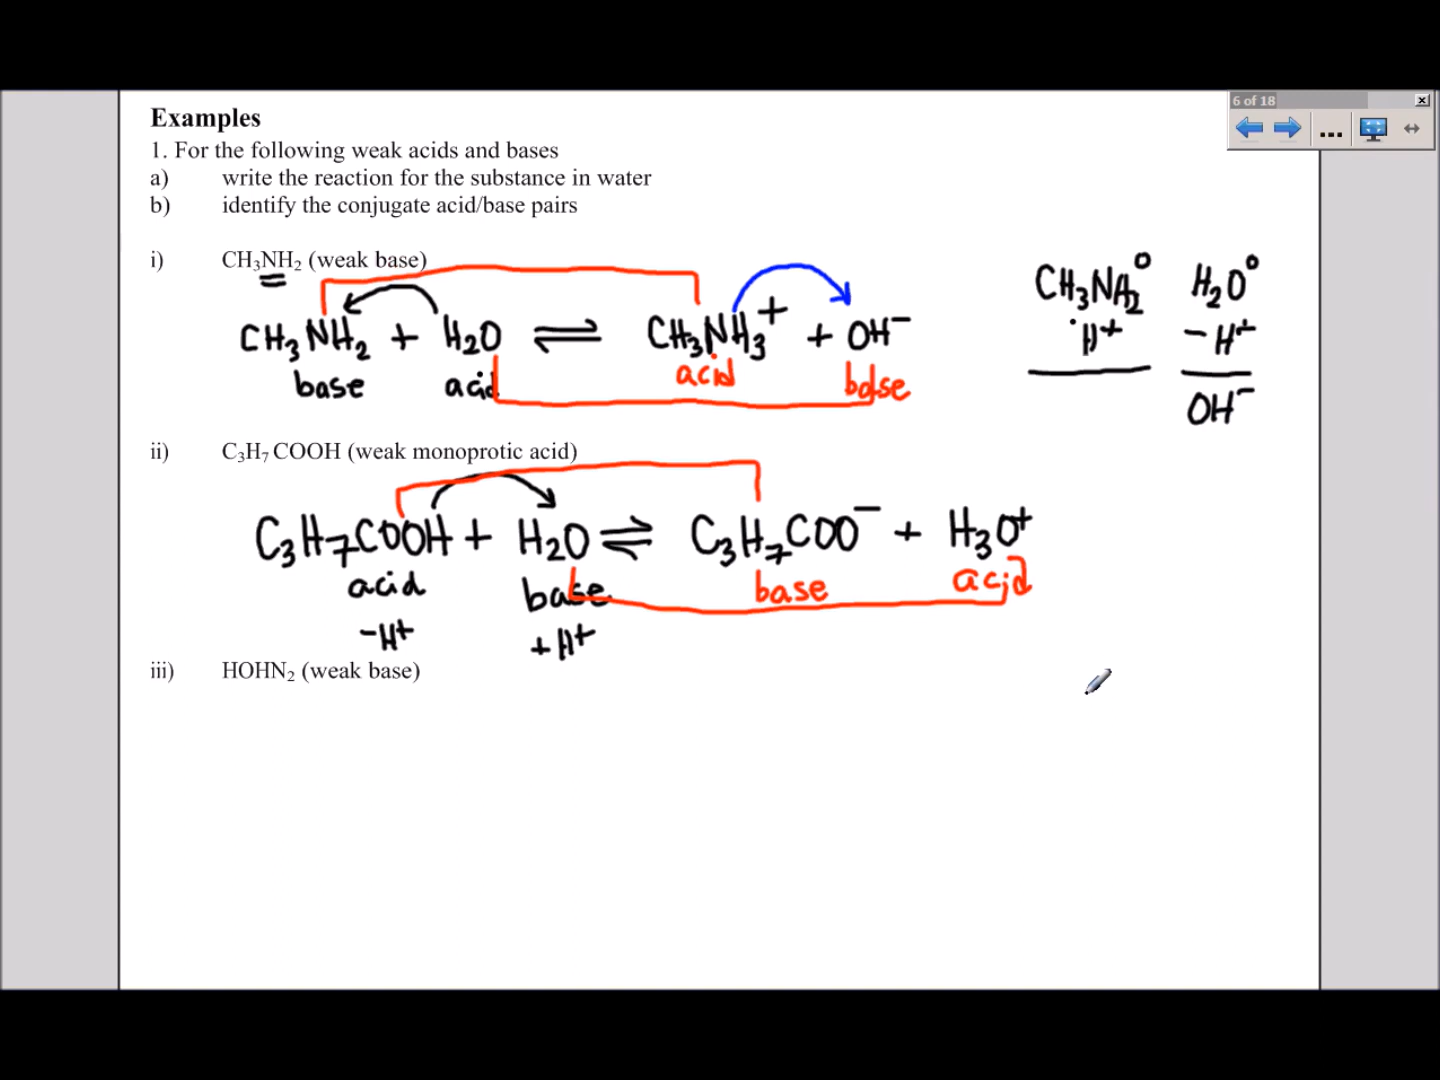 6 of 18
Examples
1. For the following weak acids and bases
a) write the reaction for the substance in water
b) identify the conjugate acid/base pairs
i) CH₃NH₂ (weak base)
CH₃NH₂ + H₂O ⇌ CH₃NH₃⁺ + OH⁻
base acid acid base
CH₃NH₂⁰ H₂O⁰
H⁺ -H⁺
OH⁻
ii) C₃H₇COOH (weak monoprotic acid)
C₃H₇COOH + H₂O ⇌ C₃H₇COO⁻ + H₃O⁺
acid base base acid
-H⁺ +H⁺
iii) HOHN₂ (weak base)